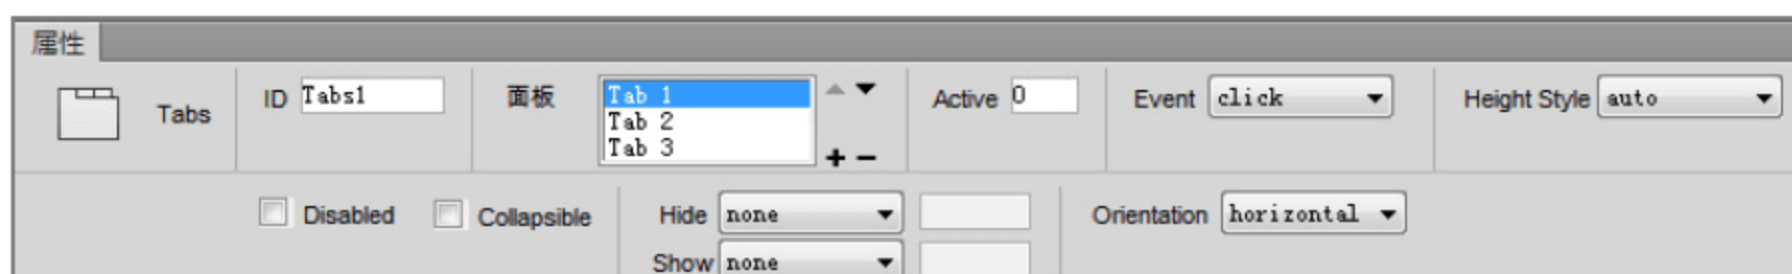 属性
Tabs
ID Tabs1
面板
Tab 1
Tab 2
Tab 3
Active 0
Event click
Height Style auto
Disabled
Collapsible
Hide none
Orientation horizontal
Show none